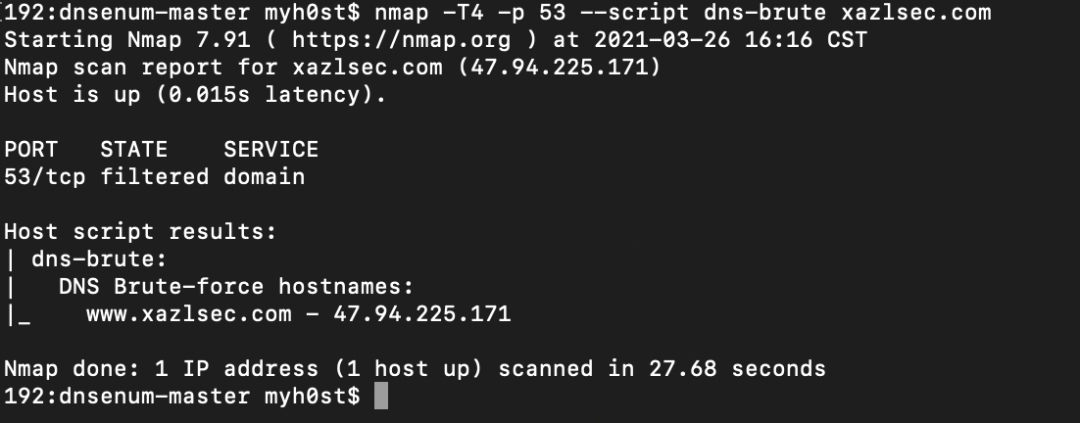 192:dnsenum-master myh0st$ nmap -T4 -p 53 --script dns-brute xazlsec.com
Starting Nmap 7.91 ( https://nmap.org ) at 2021-03-26 16:16 CST
Nmap scan report for xazlsec.com (47.94.225.171)
Host is up (0.015s latency).
PORT   STATE    SERVICE
53/tcp filtered domain
Host script results:
| dns-brute:
|   DNS Brute-force hostnames:
|_    www.xazlsec.com - 47.94.225.171
Nmap done: 1 IP address (1 host up) scanned in 27.68 seconds
192:dnsenum-master myh0st$